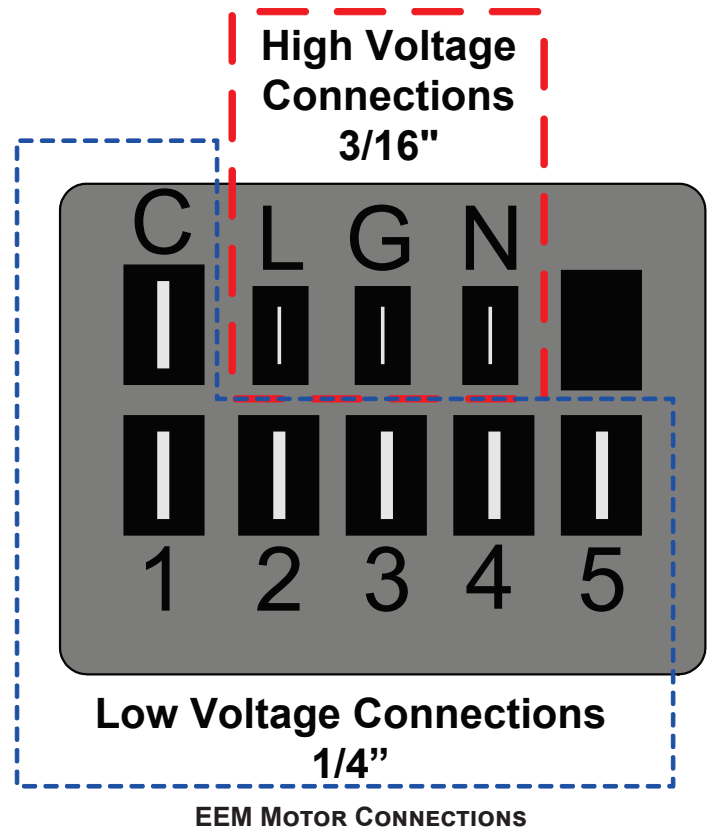 High Voltage
Connections
3/16"
C L G N
1 2 3 4 5
Low Voltage Connections
1/4”
EEM MOTOR CONNECTIONS